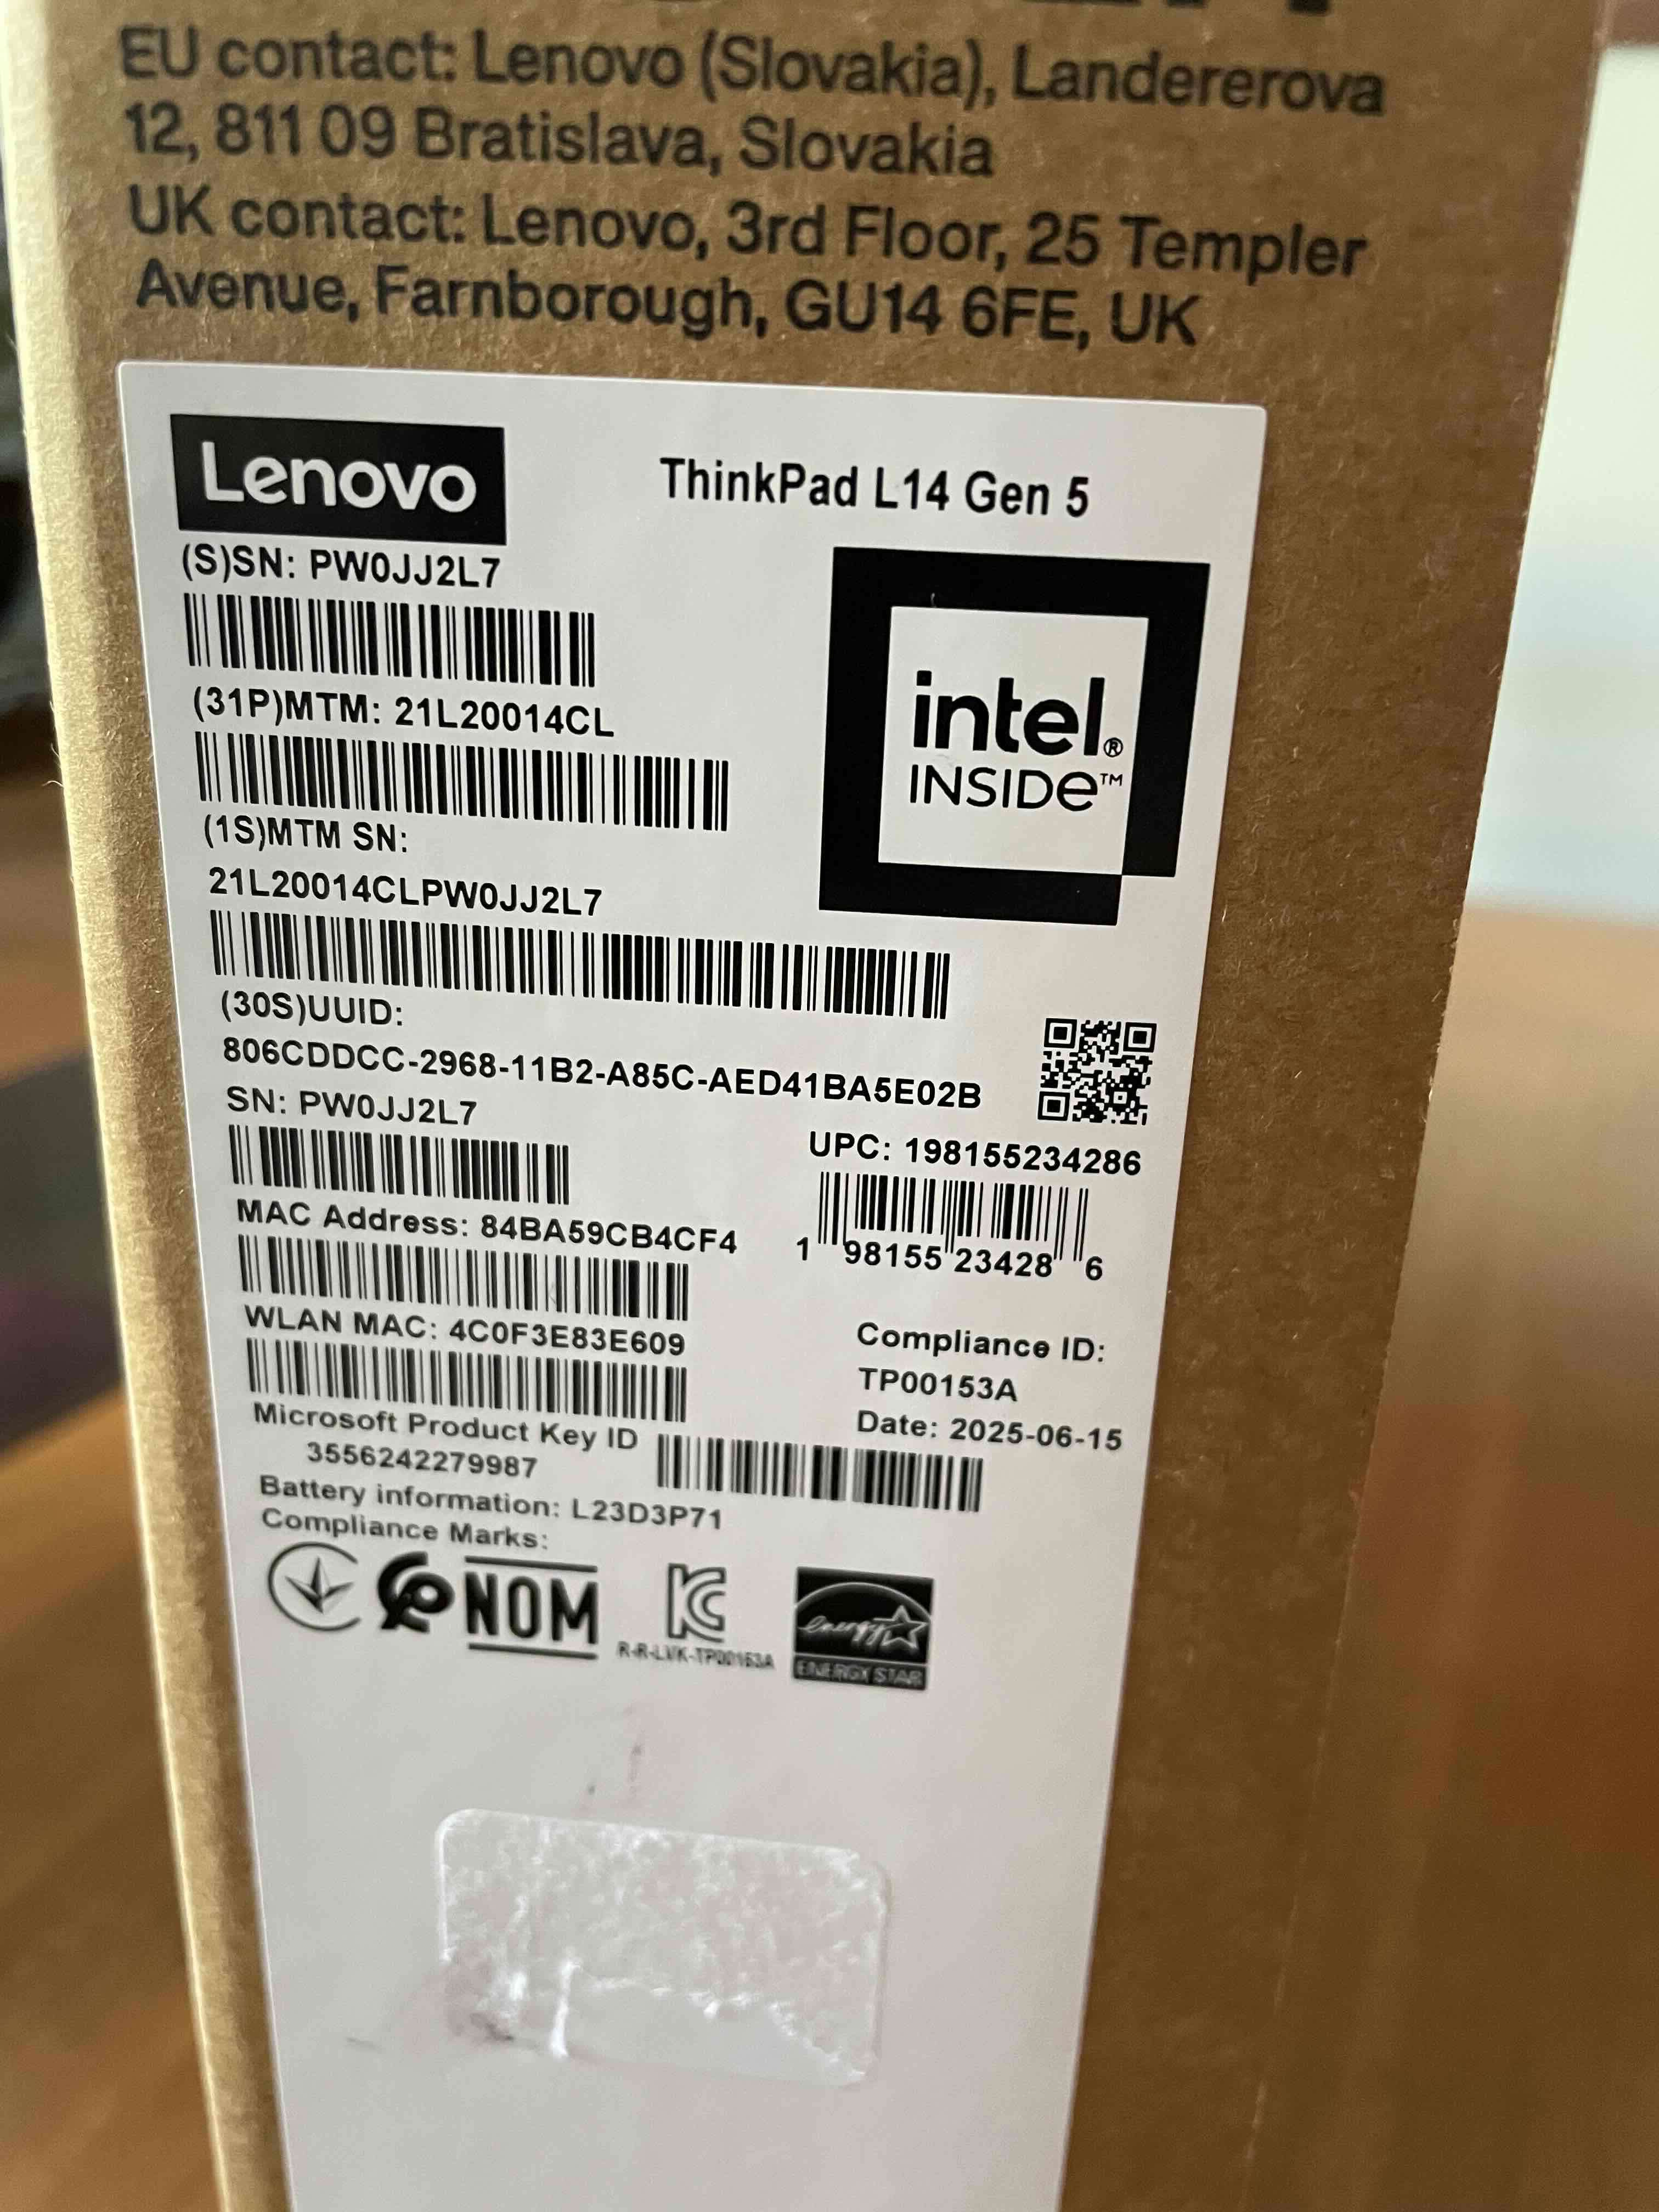 EU contact: Lenovo (Slovakia), Landererova
12, 811 09 Bratislava, Slovakia
UK contact: Lenovo, 3rd Floor, 25 Templer
Avenue, Farnborough, GU14 6FE, UK
Lenovo
ThinkPad L14 Gen 5
(S)SN: PW0JJ2L7
(31P)MTM: 21L20014CL
intel®
INSIDE™
(1S)MTM SN:
21L20014CLPW0JJ2L7
(30S)UUID:
806CDDCC-2968-11B2-A85C-AED41BA5E02B
SN: PW0JJ2L7
UPC: 198155234286
1 98155 23428 6
MAC Address: 84BA59CB4CF4
WLAN MAC: 4C0F3E83E609
Compliance ID:
TP00153A
Date: 2025-06-15
Microsoft Product Key ID
3556242279987
Battery information: L23D3P71
Compliance Marks:
NOM
R-R-LVK-TP00153A
energy
ENERGY STAR